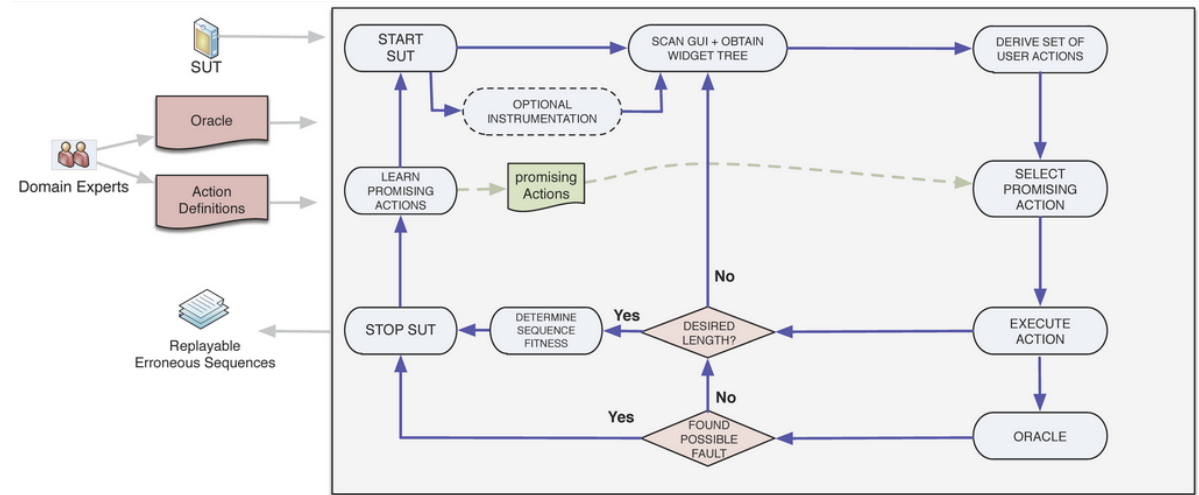 SUT
Oracle
Domain Experts
Action
Definitions
Replayable
Erroneous Sequences
START
SUT
SCAN GUI + OBTAIN
WIDGET TREE
DERIVE SET OF
USER ACTIONS
OPTIONAL
INSTRUMENTATION
LEARN
PROMISING
ACTIONS
promising
Actions
SELECT
PROMISING
ACTION
No
STOP SUT
DETERMINE
SEQUENCE
FITNESS
Yes
DESIRED
LENGTH?
EXECUTE
ACTION
No
Yes
FOUND
POSSIBLE
FAULT
ORACLE